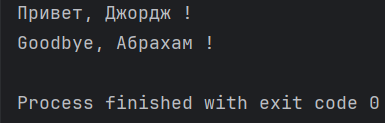 Привет, Джордж !
Goodbye, Абрахам !
Process finished with exit code 0